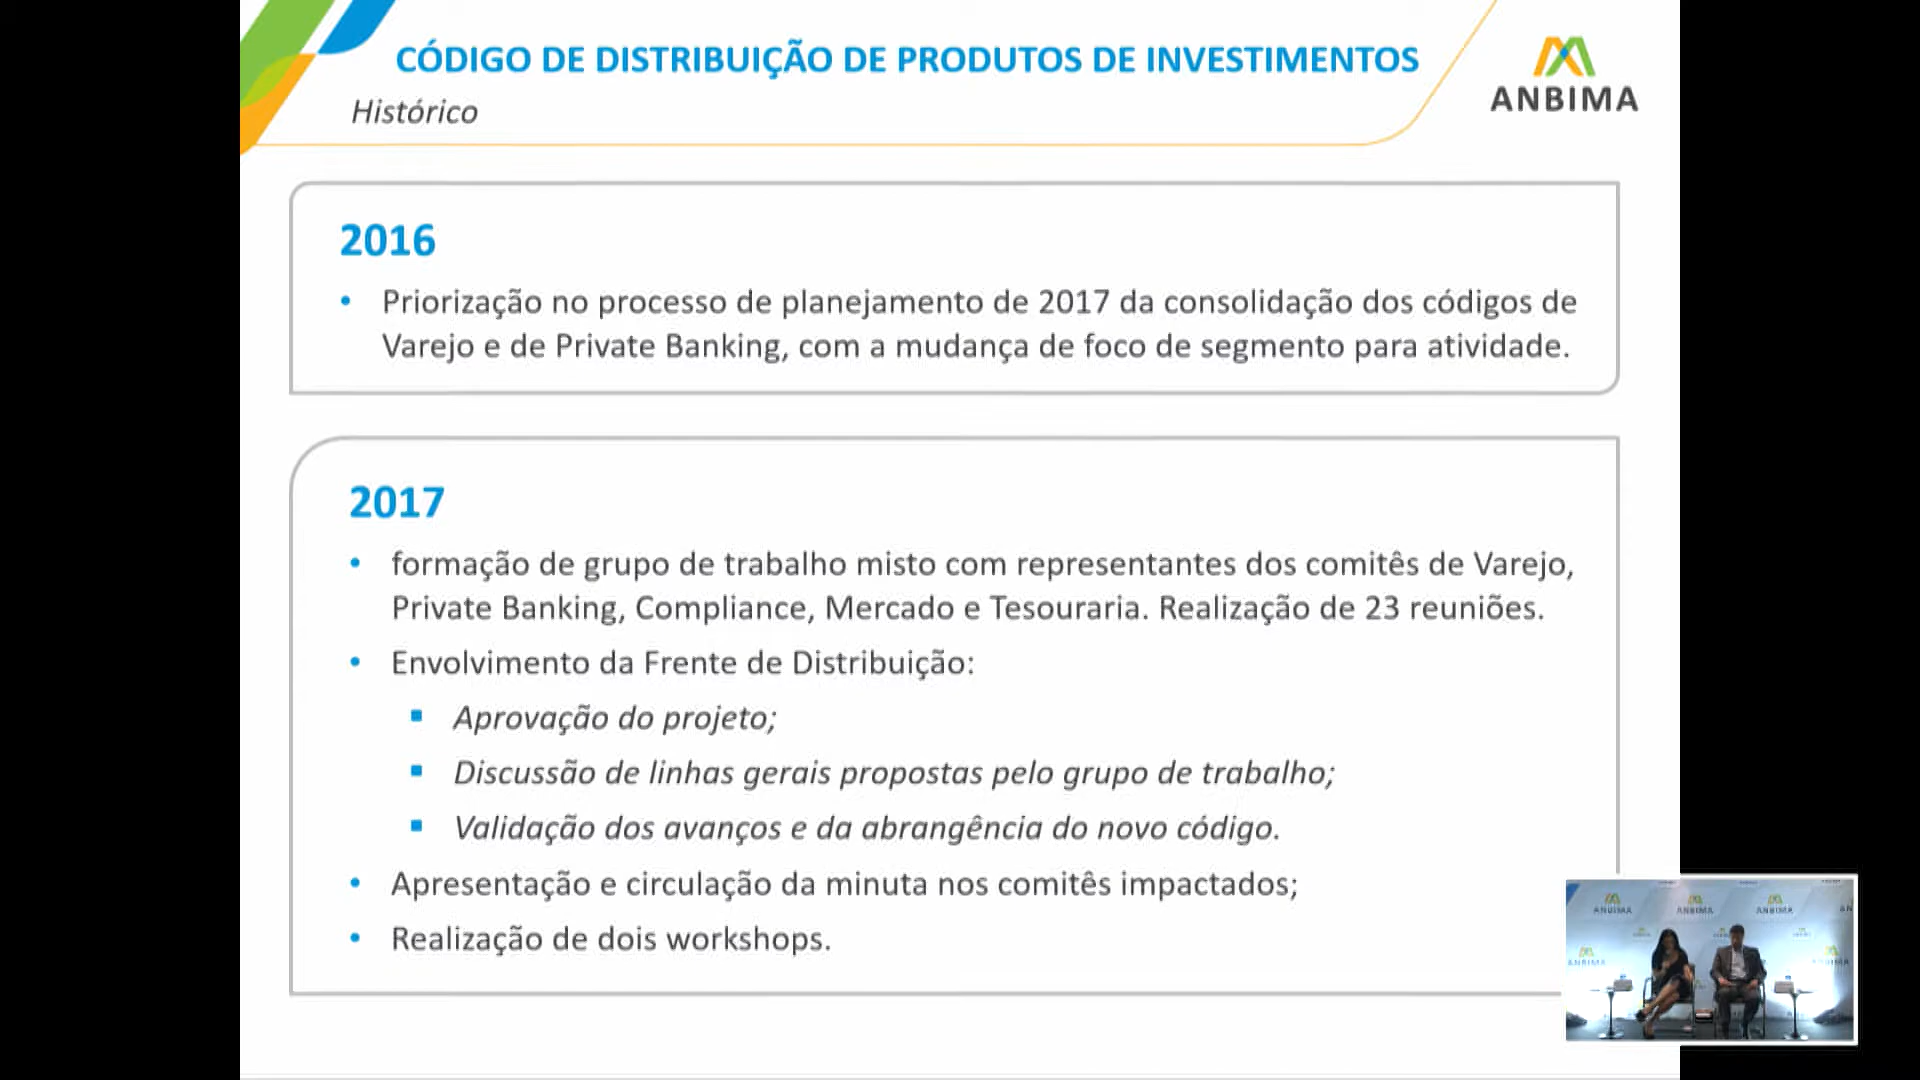 CÓDIGO DE DISTRIBUIÇÃO DE PRODUTOS DE INVESTIMENTOS
Histórico
ANBIMA
2016
• Priorização no processo de planejamento de 2017 da consolidação dos códigos de
Varejo e de Private Banking, com a mudança de foco de segmento para atividade.
2017
• formação de grupo de trabalho misto com representantes dos comitês de Varejo,
Private Banking, Compliance, Mercado e Tesouraria. Realização de 23 reuniões.
• Envolvimento da Frente de Distribuição:
▪ Aprovação do projeto;
▪ Discussão de linhas gerais propostas pelo grupo de trabalho;
▪ Validação dos avanços e da abrangência do novo código.
• Apresentação e circulação da minuta nos comitês impactados;
• Realização de dois workshops.
ANBIMA ANBIMA ANBIMA
ANBIMA